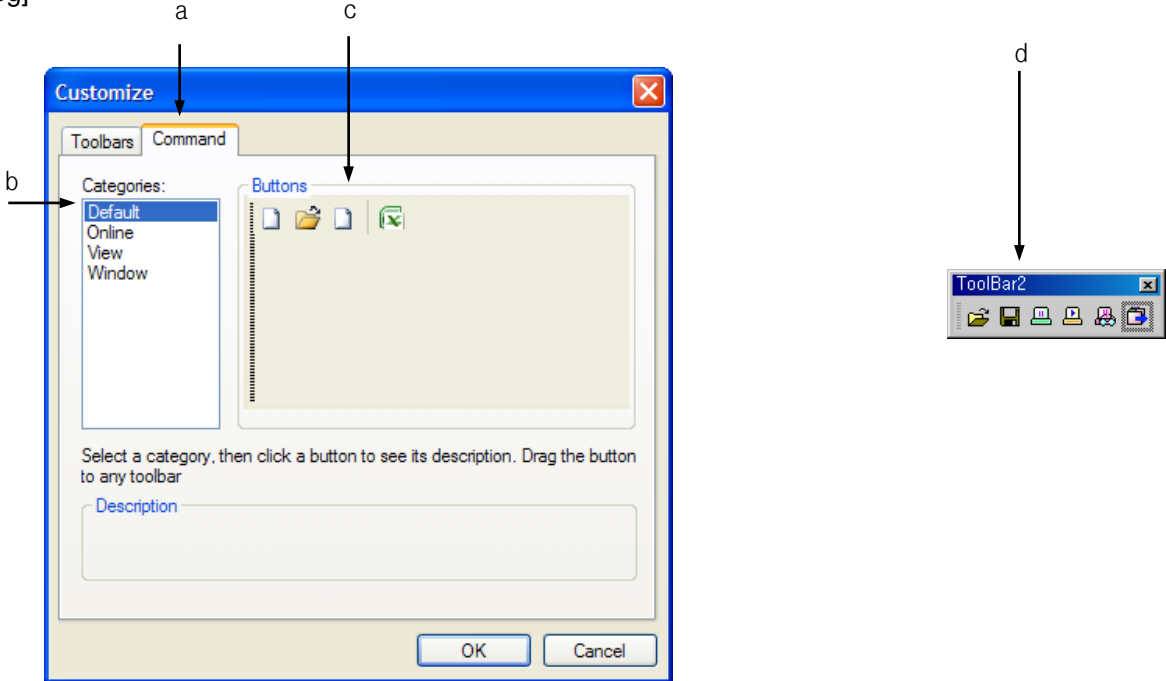 g]
a
c
d
Customize
Toolbars Command
b
Categories:
Buttons
Default
Online
View
Window
ToolBar2
Select a category, then click a button to see its description. Drag the button
to any toolbar
Description
OK
Cancel